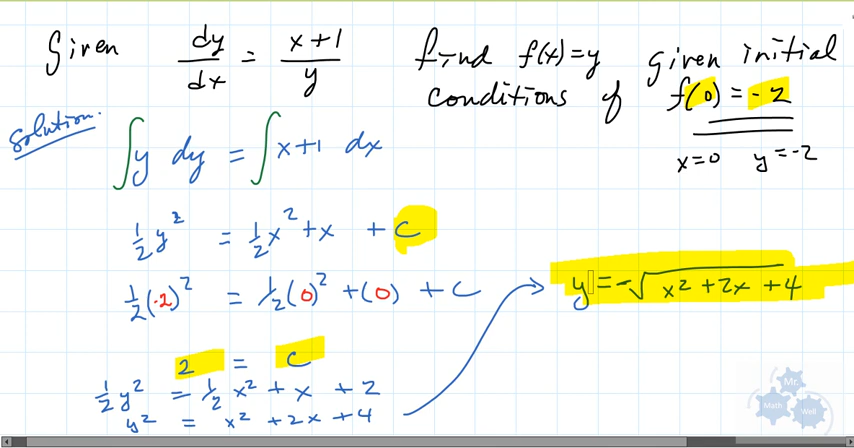 Given dy/dx = x+1/y find f(x)=y given initial
conditions of f(0) = -2
x=0 y=-2
Solution.
∫y dy = ∫x+1 dx
½y² = ½x² + x + C
½(-2)² = ½(0)² + (0) + C
2 = C
½y² = ½x² + x + 2
y² = x² + 2x + 4
y = -√x² + 2x + 4
Mr.
Math Well